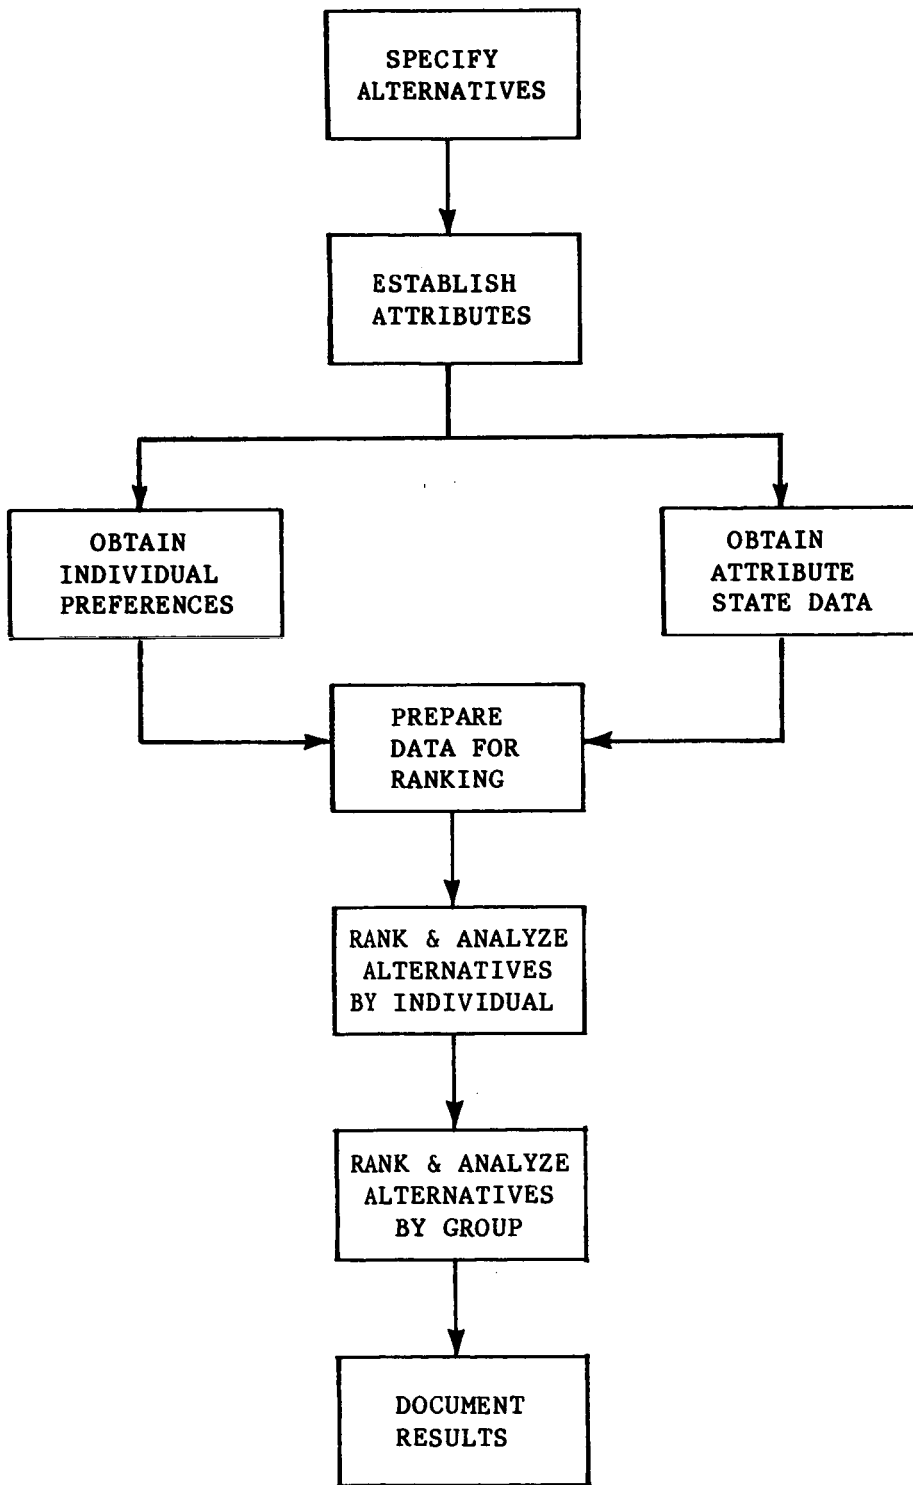 SPECIFY
ALTERNATIVES
ESTABLISH
ATTRIBUTES
OBTAIN
INDIVIDUAL
PREFERENCES
OBTAIN
ATTRIBUTE
STATE DATA
PREPARE
DATA FOR
RANKING
RANK & ANALYZE
ALTERNATIVES
BY INDIVIDUAL
RANK & ANALYZE
ALTERNATIVES
BY GROUP
DOCUMENT
RESULTS